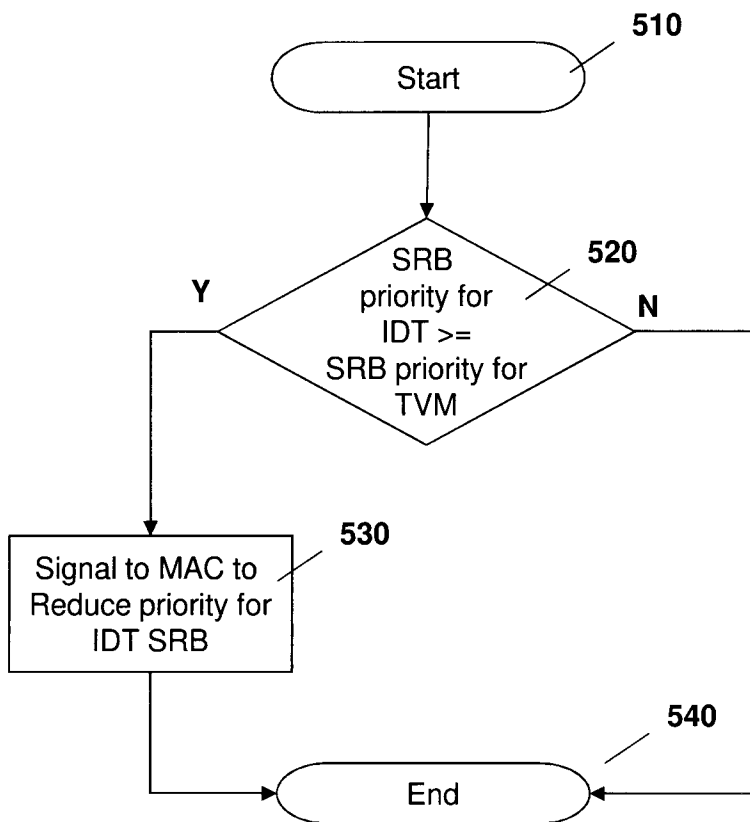 510
Start
520
SRB
priority for
IDT >=
SRB priority for
TVM
Y
N
530
Signal to MAC to
Reduce priority for
IDT SRB
540
End